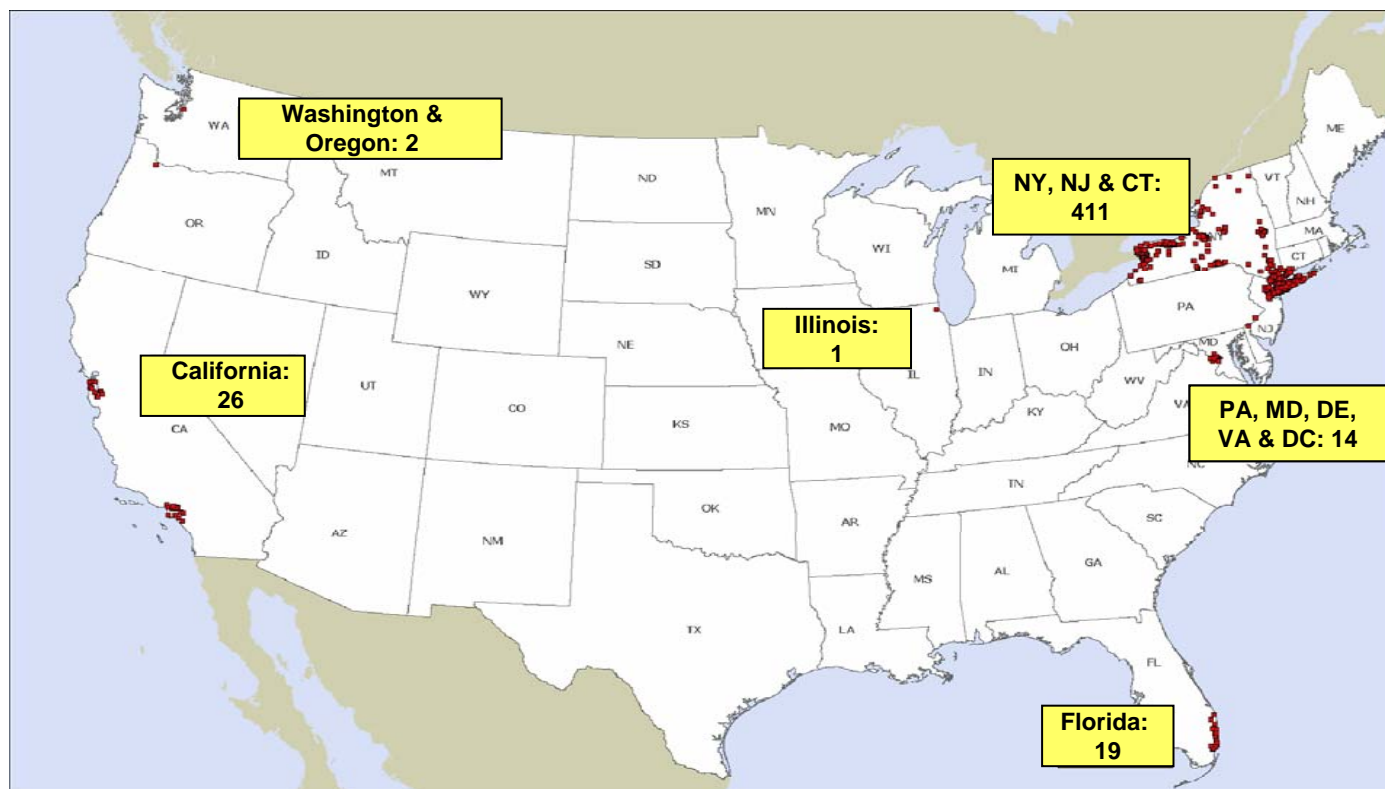 ME
WA
Washington &
Oregon: 2
MT
ND
MN
NY, NJ & CT:
411
VT
NH
MA
CT
NY
OR
ID
SD
WI
MI
WY
PA
NJ
Illinois:
1
NE
IL
IN
OH
MD
WV
VA
California:
26
UT
CO
KS
MO
KY
PA, MD, DE,
VA & DC: 14
CA
NC
TN
OK
AR
SC
AZ
NM
MS
AL
GA
TX
LA
FL
Florida:
19